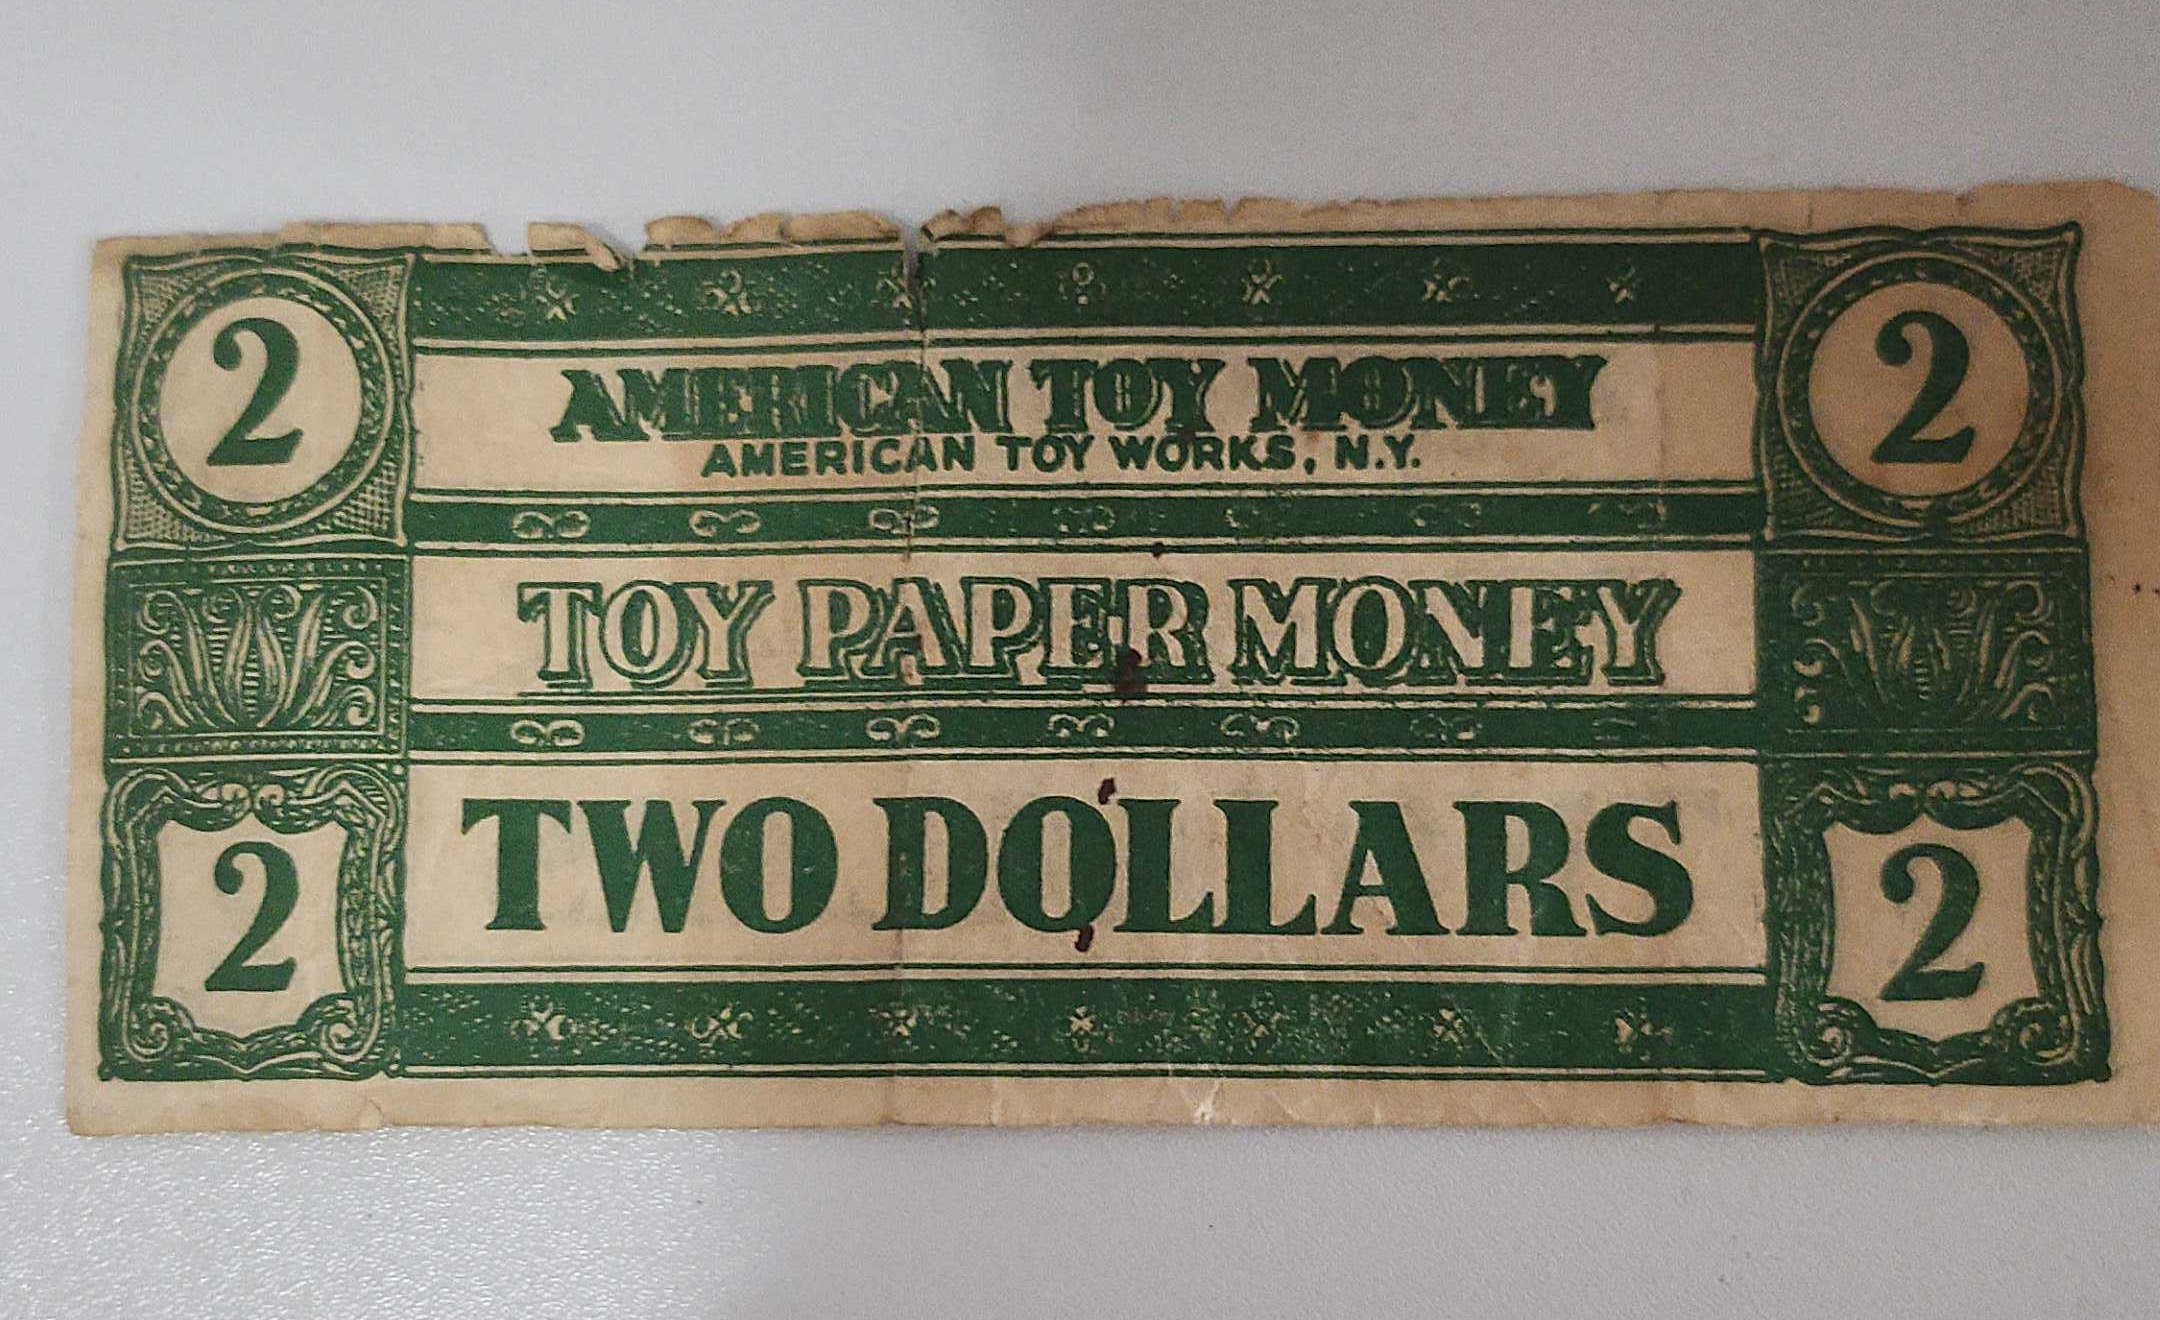 2 2
AMERICAN TOY MONEY
AMERICAN TOY WORKS, N.Y.
TOY PAPER MONEY
TWO DOLLARS
2 2